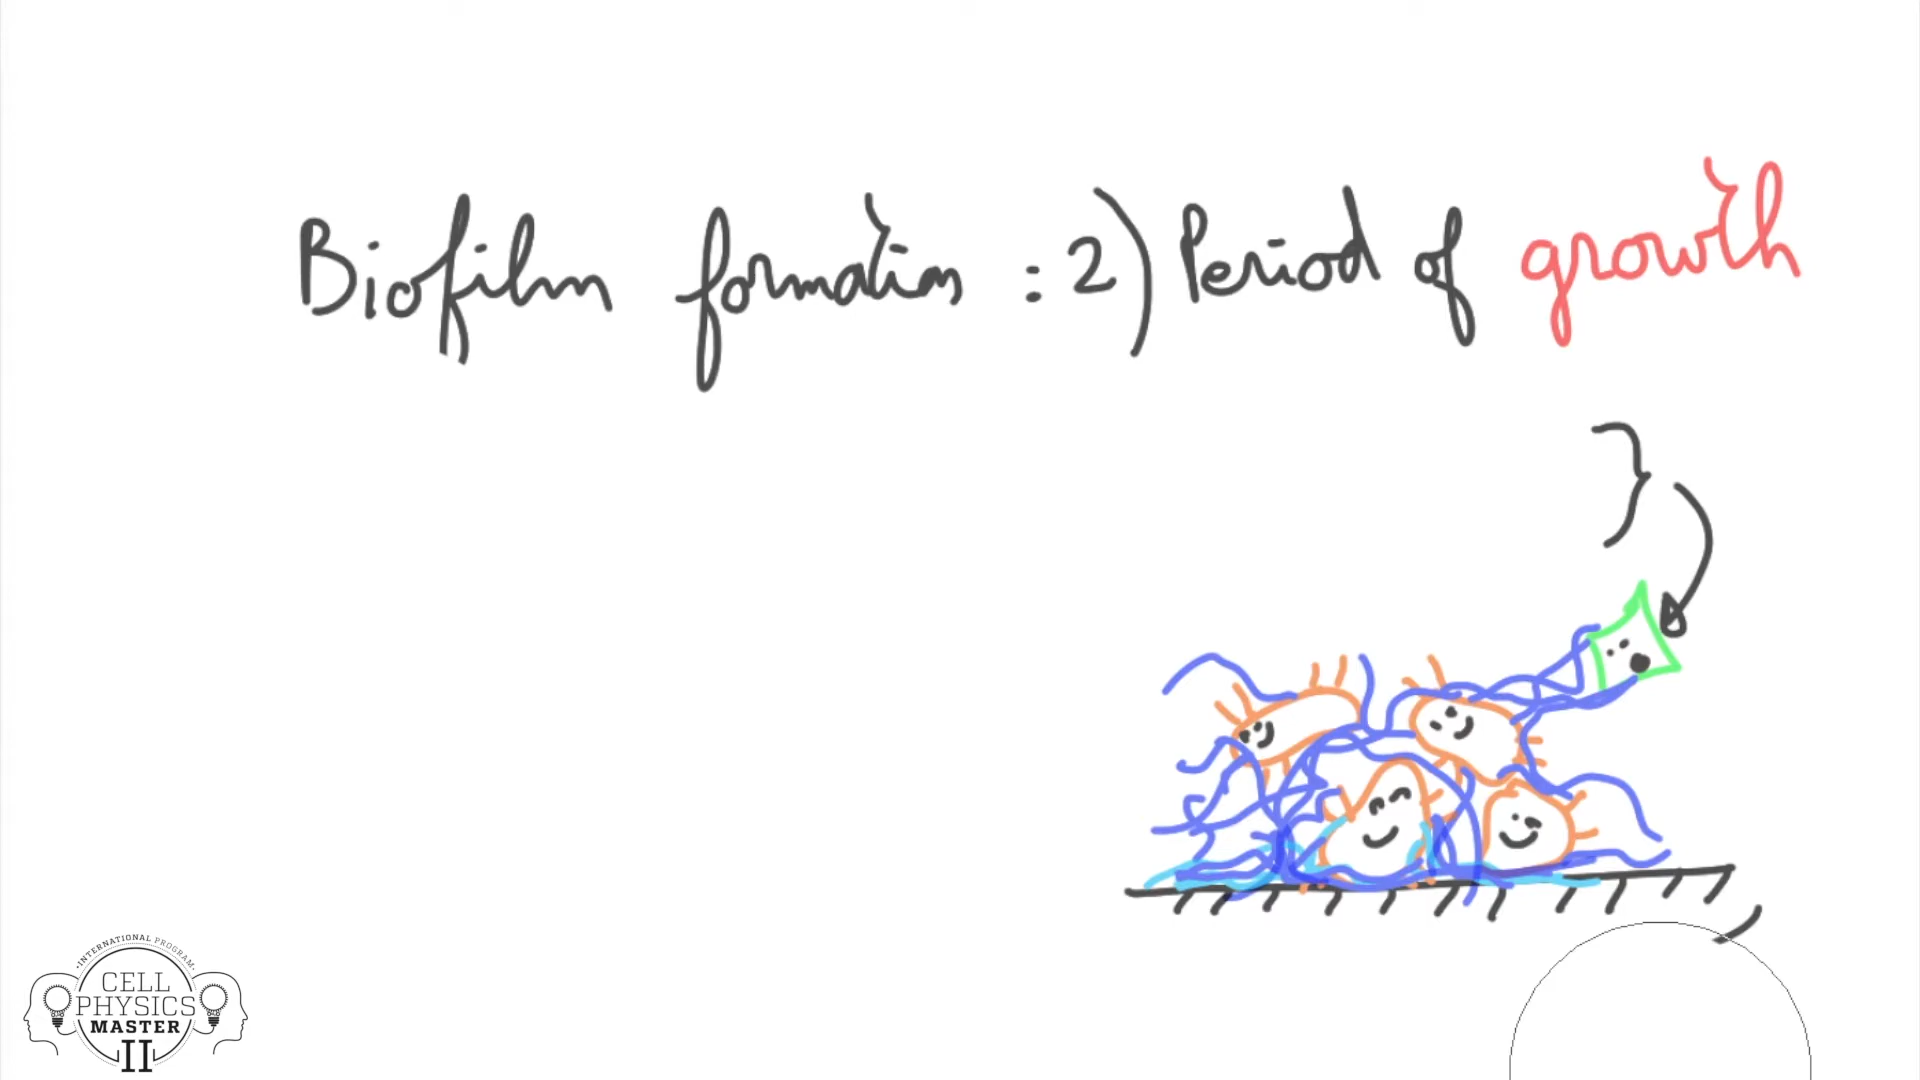 Biofilm formation : 2) Period of growth
INTERNATIONAL PROGRAM
CELL
PHYSICS
MASTER
II